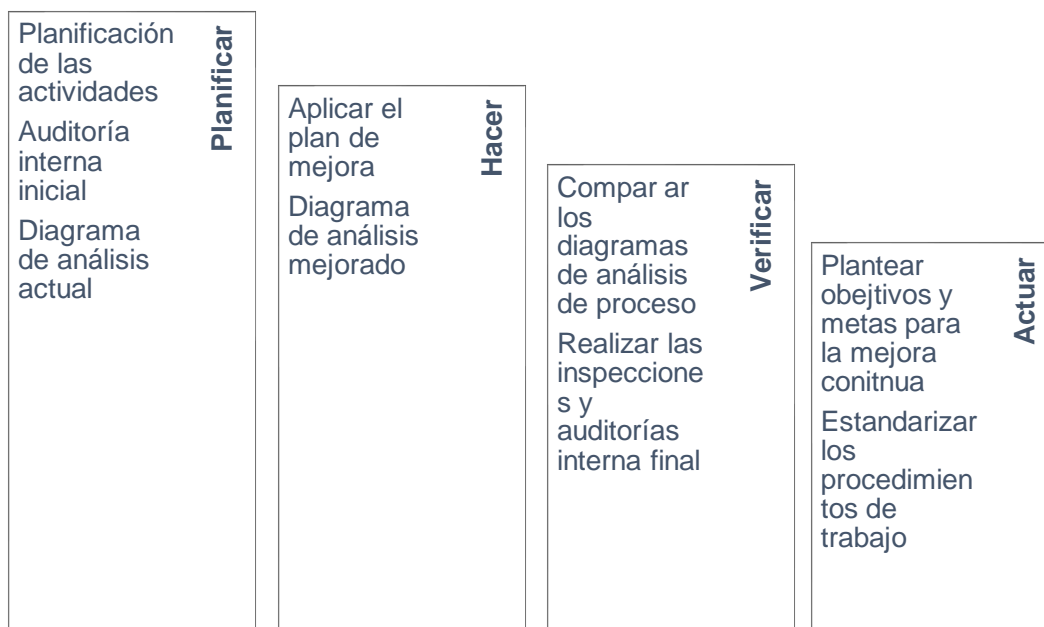 Planificar
Planificación
de las
actividades
Auditoría
interna
inicial
Diagrama
de análisis
actual
Hacer
Aplicar el
plan de
mejora
Diagrama
de análisis
mejorado
Verificar
Compar ar
los
diagramas
de análisis
de proceso
Realizar las
inspeccione
s y
auditorías
interna final
Actuar
Plantear
obejtivos y
metas para
la mejora
conitnua
Estandarizar
los
procedimien
tos de
trabajo